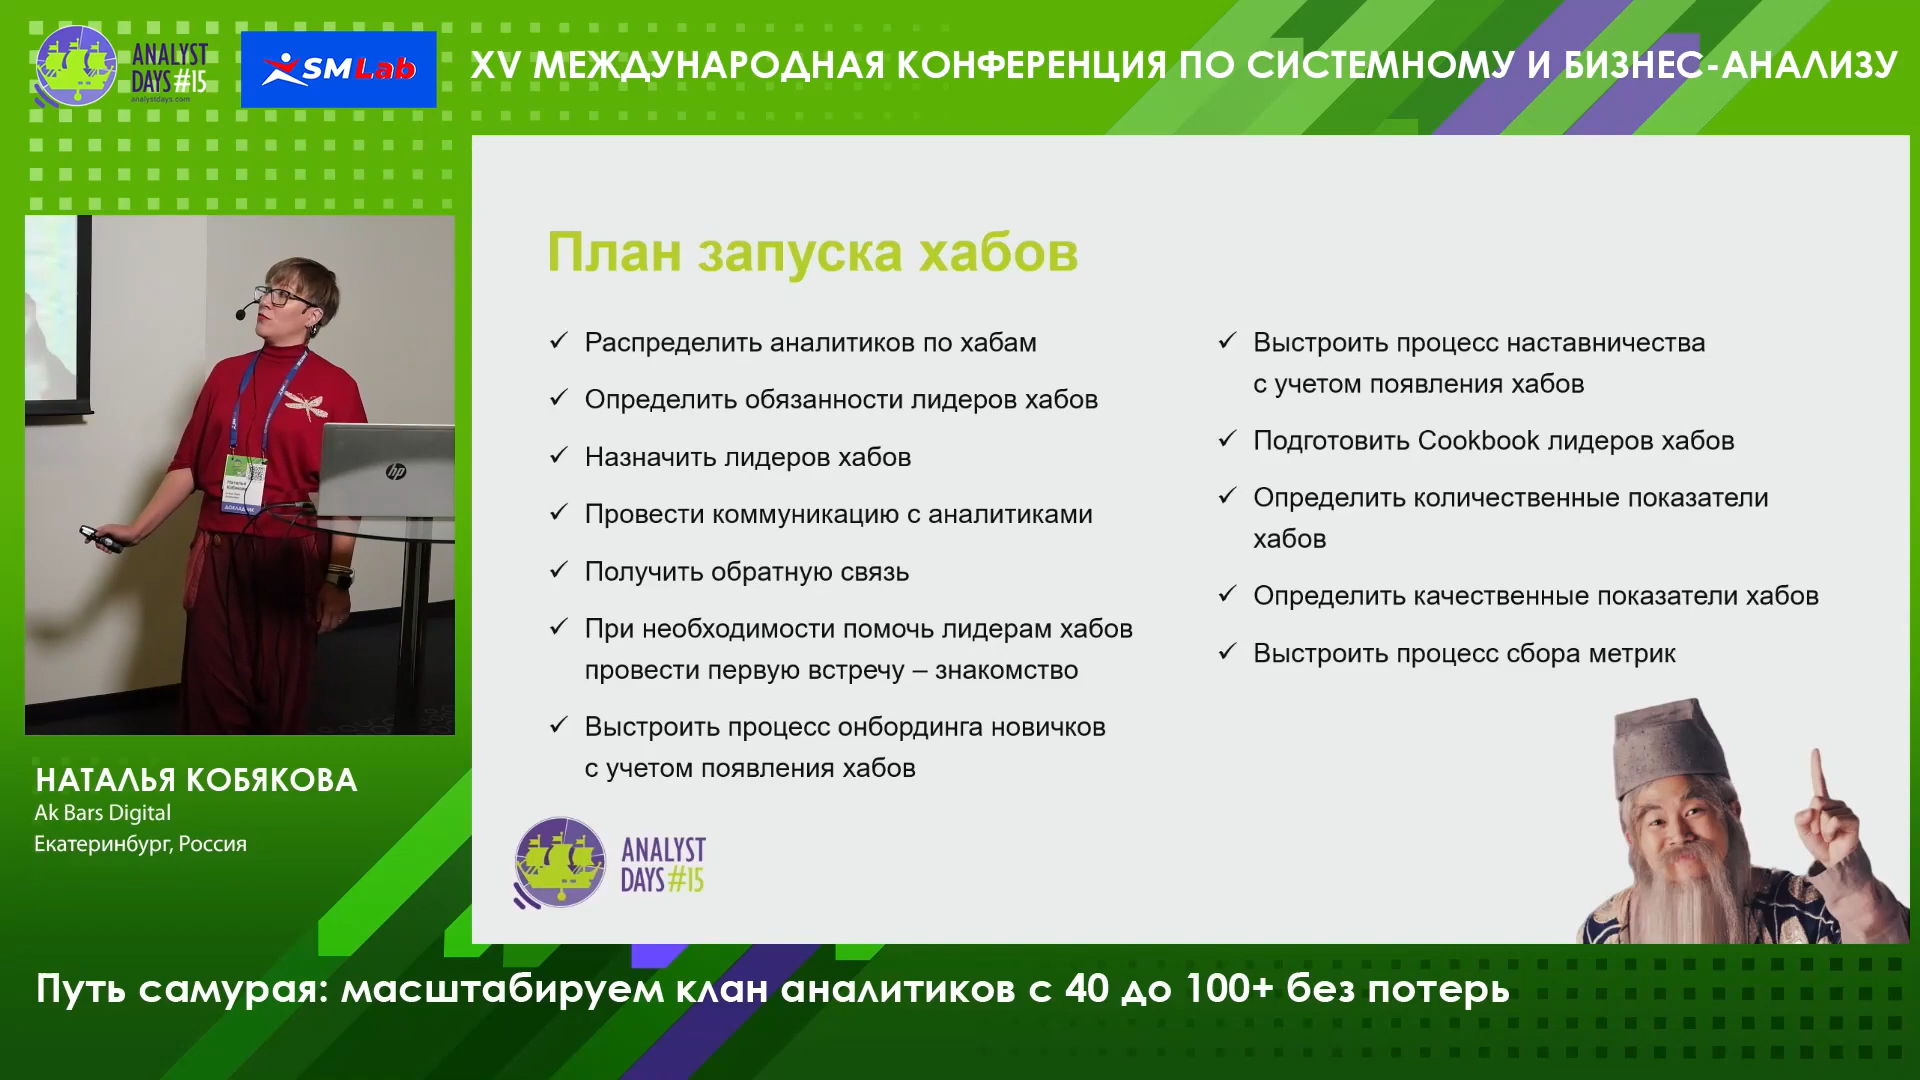 ANALYST
DAYS#15
analystdays.com
SMLab
XV МЕЖДУНАРОДНАЯ КОНФЕРЕНЦИЯ ПО СИСТЕМНОМУ И БИЗНЕС-АНАЛИЗУ
План запуска хабов
✓ Распределить аналитиков по хабам
✓ Определить обязанности лидеров хабов
✓ Назначить лидеров хабов
✓ Провести коммуникацию с аналитиками
✓ Получить обратную связь
✓ При необходимости помочь лидерам хабов
провести первую встречу – знакомство
✓ Выстроить процесс онбординга новичков
с учетом появления хабов
✓ Выстроить процесс наставничества
с учетом появления хабов
✓ Подготовить Cookbook лидеров хабов
✓ Определить количественные показатели
хабов
✓ Определить качественные показатели хабов
✓ Выстроить процесс сбора метрик
ANALYST
DAYS#15
hp
Наталья
Кобякова
ДОКЛАДЧИК
НАТАЛЬЯ КОБЯКОВА
Ak Bars Digital
Екатеринбург, Россия
Путь самурая: масштабируем клан аналитиков с 40 до 100+ без потерь